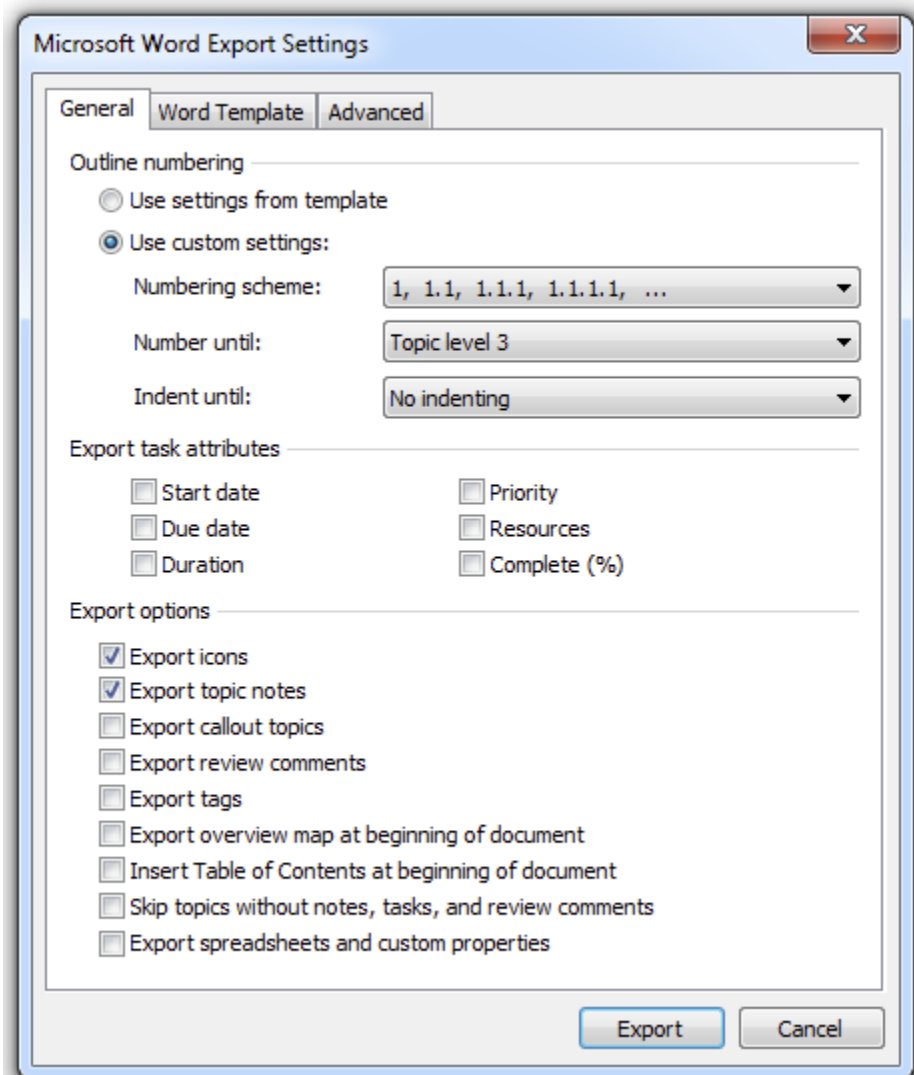 Microsoft Word Export Settings
General Word Template Advanced
Outline numbering
Use settings from template
Use custom settings:
Numbering scheme: 1, 1.1, 1.1.1, 1.1.1.1, ...
Number until: Topic level 3
Indent until: No indenting
Export task attributes
Start date Priority
Due date Resources
Duration Complete (%)
Export options
Export icons
Export topic notes
Export callout topics
Export review comments
Export tags
Export overview map at beginning of document
Insert Table of Contents at beginning of document
Skip topics without notes, tasks, and review comments
Export spreadsheets and custom properties
Export Cancel